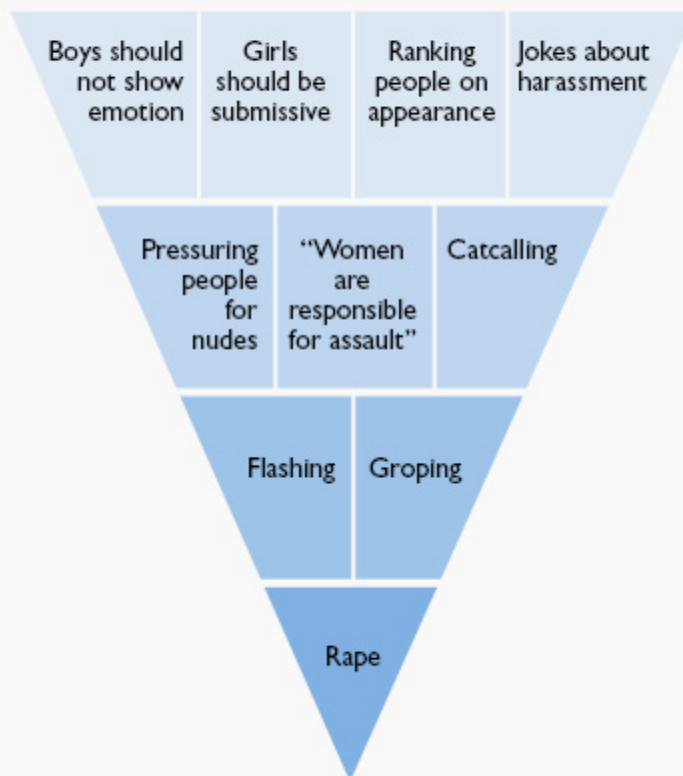 Boys should
not show
emotion
Girls
should be
submissive
Ranking
people on
appearance
Jokes about
harassment
Pressuring
people
for
nudes
“Women
are
responsible
for assault”
Catcalling
Flashing
Groping
Rape